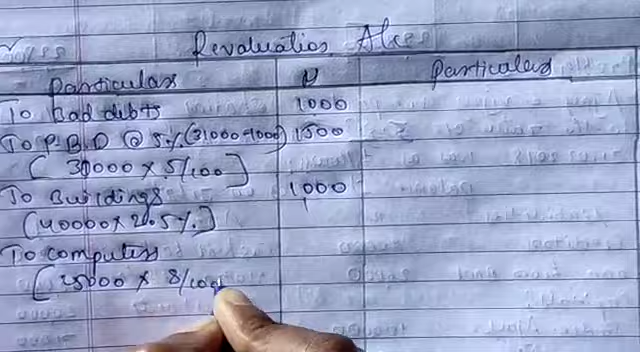 Revaluation A/c
Particulars ₹ Particulars
To Bad debts 1000
To P.B.D @ 5% (31000-1000) 1500
[30000 × 5/100]
To Buildings 1000
[40000 × 2.5%]
To computers
[25000 × 8/100